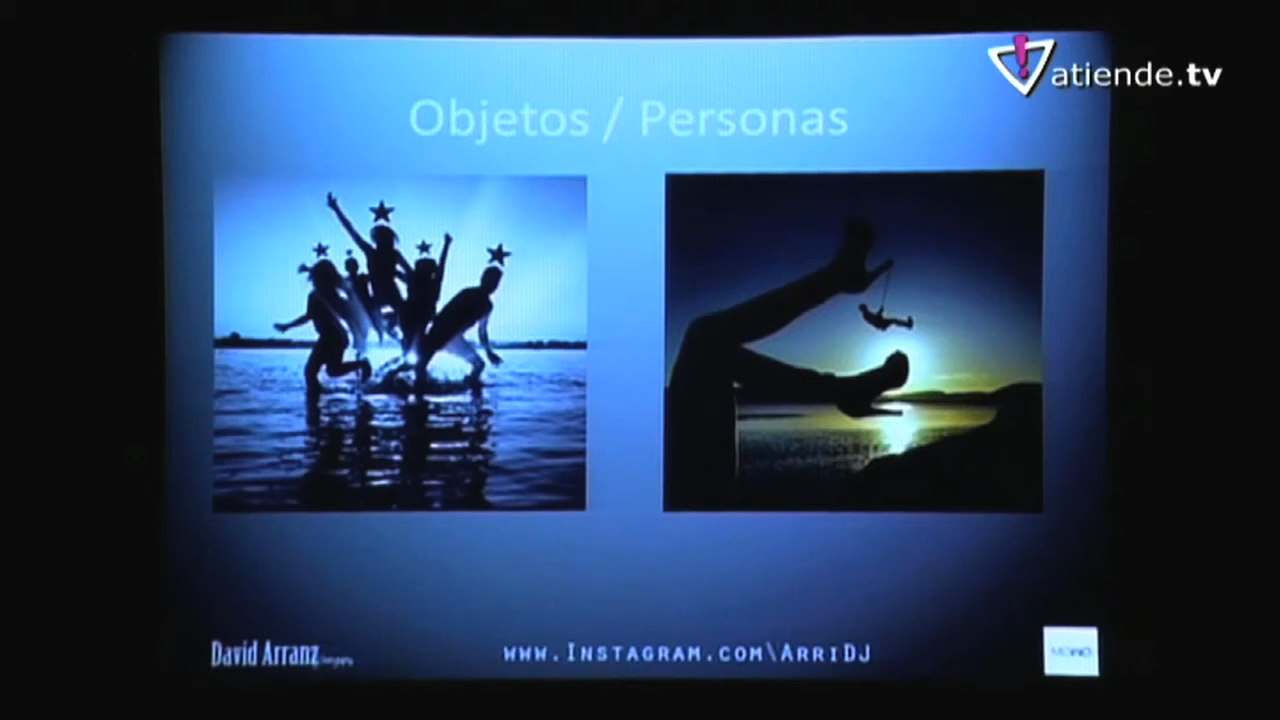 atiende.tv
Objetos / Personas
David Arranz
www.Instagram.com\ArriDJ